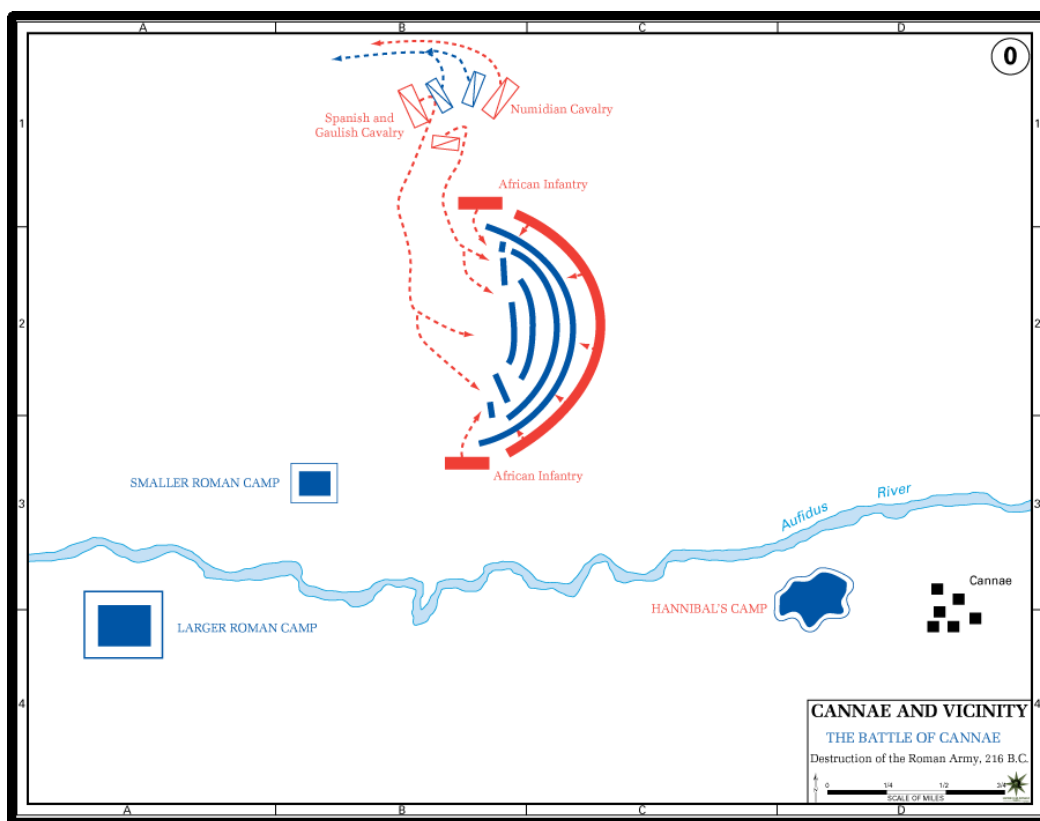 A B C D
0
1 1
Spanish and
Gaulish Cavalry
Numidian Cavalry
African Infantry
2 2
African Infantry
SMALLER ROMAN CAMP
3 3
Aufidus River
Cannae
HANNIBAL'S CAMP
LARGER ROMAN CAMP
4 4
CANNAE AND VICINITY
THE BATTLE OF CANNAE
Destruction of the Roman Army, 216 B.C.
0 1/4 1/2 3/4
SCALE OF MILES
A B C D